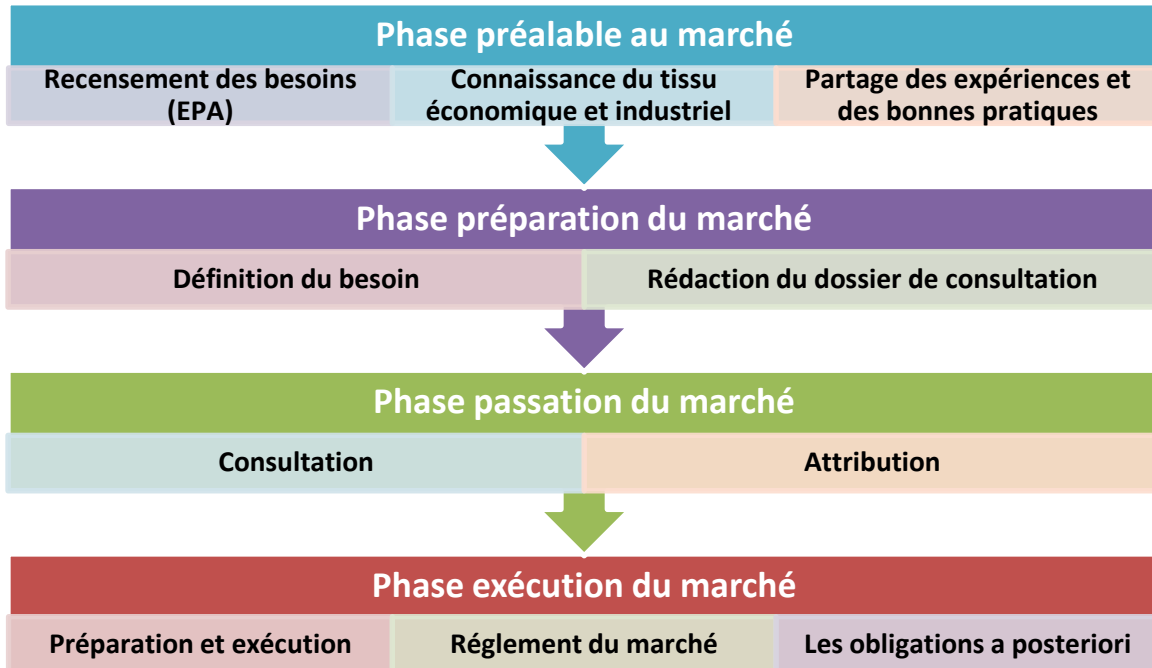 Phase préalable au marché
Recensement des besoins
(EPA)
Connaissance du tissu
économique et industriel
Partage des expériences et
des bonnes pratiques
Phase préparation du marché
Définition du besoin
Rédaction du dossier de consultation
Phase passation du marché
Consultation
Attribution
Phase exécution du marché
Préparation et exécution
Réglement du marché
Les obligations a posteriori